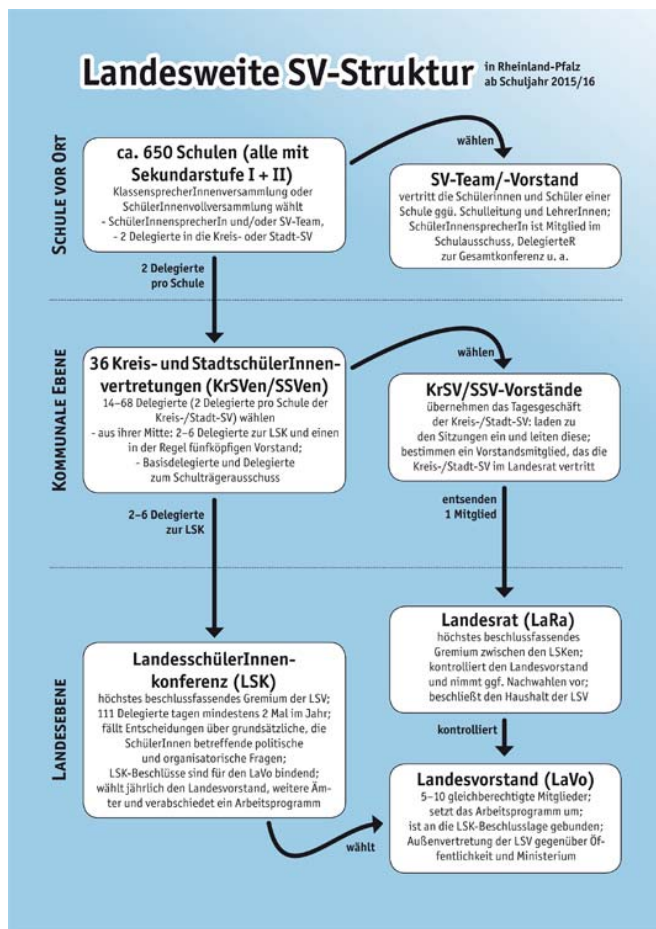 Landesweite SV-Struktur
in Rheinland-Pfalz
ab Schuljahr 2015/16
SCHULE VOR ORT
ca. 650 Schulen (alle mit
Sekundarstufe I + II)
KlassensprecherInnenversammlung oder
SchülerInnenvollversammlung wählt
- SchülerInnensprecherIn und/oder SV-Team,
- 2 Delegierte in die Kreis- oder Stadt-SV
wählen
SV-Team/-Vorstand
vertritt die Schülerinnen und Schüler einer
Schule ggü. Schulleitung und LehrerInnen;
SchülerInnensprecherIn ist Mitglied im
Schulausschuss, DelegierteR
zur Gesamtkonferenz u. a.
2 Delegierte
pro Schule
KOMMUNALE EBENE
36 Kreis- und StadtschülerInnen-
vertretungen (KrSVen/SSVen)
14–68 Delegierte (2 Delegierte pro Schule der
Kreis-/Stadt-SV) wählen
- aus ihrer Mitte: 2–6 Delegierte zur LSK und einen
in der Regel fünfköpfigen Vorstand;
- Basisdelegierte und Delegierte
zum Schulträgerausschuss
wählen
KrSV/SSV-Vorstände
übernehmen das Tagesgeschäft
der Kreis-/Stadt-SV: laden zu
den Sitzungen ein und leiten diese;
bestimmen ein Vorstandsmitglied, das die
Kreis-/Stadt-SV im Landesrat vertritt
2–6 Delegierte
zur LSK
entsenden
1 Mitglied
LANDESEBENE
LandesschülerInnen-
konferenz (LSK)
höchstes beschlussfassendes Gremium der LSV;
111 Delegierte tagen mindestens 2 Mal im Jahr;
fällt Entscheidungen über grundsätzliche, die
SchülerInnen betreffende politische
und organisatorische Fragen;
LSK-Beschlüsse sind für den LaVo bindend;
wählt jährlich den Landesvorstand, weitere Äm-
ter und verabschiedet ein Arbeitsprogramm
Landesrat (LaRa)
höchstes beschlussfassendes
Gremium zwischen den LSKen;
kontrolliert den Landesvorstand
und nimmt ggf. Nachwahlen vor;
beschließt den Haushalt der LSV
kontrolliert
Landesvorstand (LaVo)
5–10 gleichberechtigte Mitglieder;
setzt das Arbeitsprogramm um;
ist an die LSK-Beschlusslage gebunden;
Außenvertretung der LSV gegenüber Öf-
fentlichkeit und Ministerium
wählt